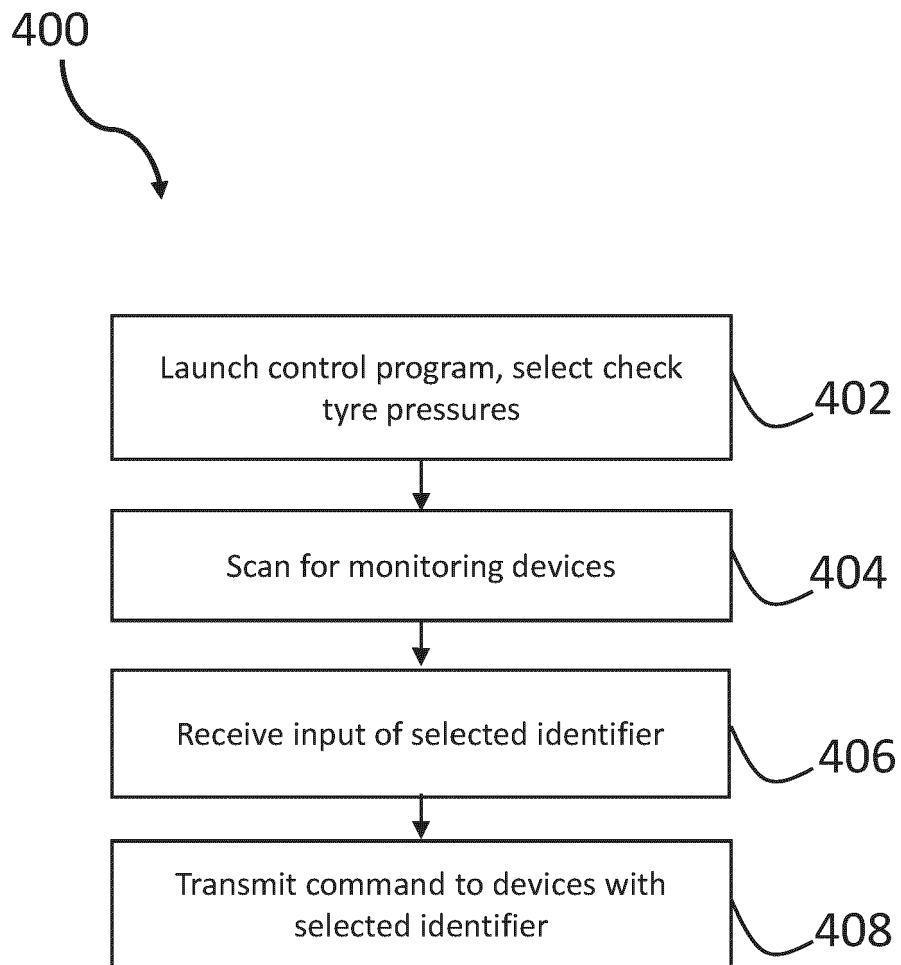 400
Launch control program, select check
tyre pressures
402
Scan for monitoring devices
404
Receive input of selected identifier
406
Transmit command to devices with
selected identifier
408